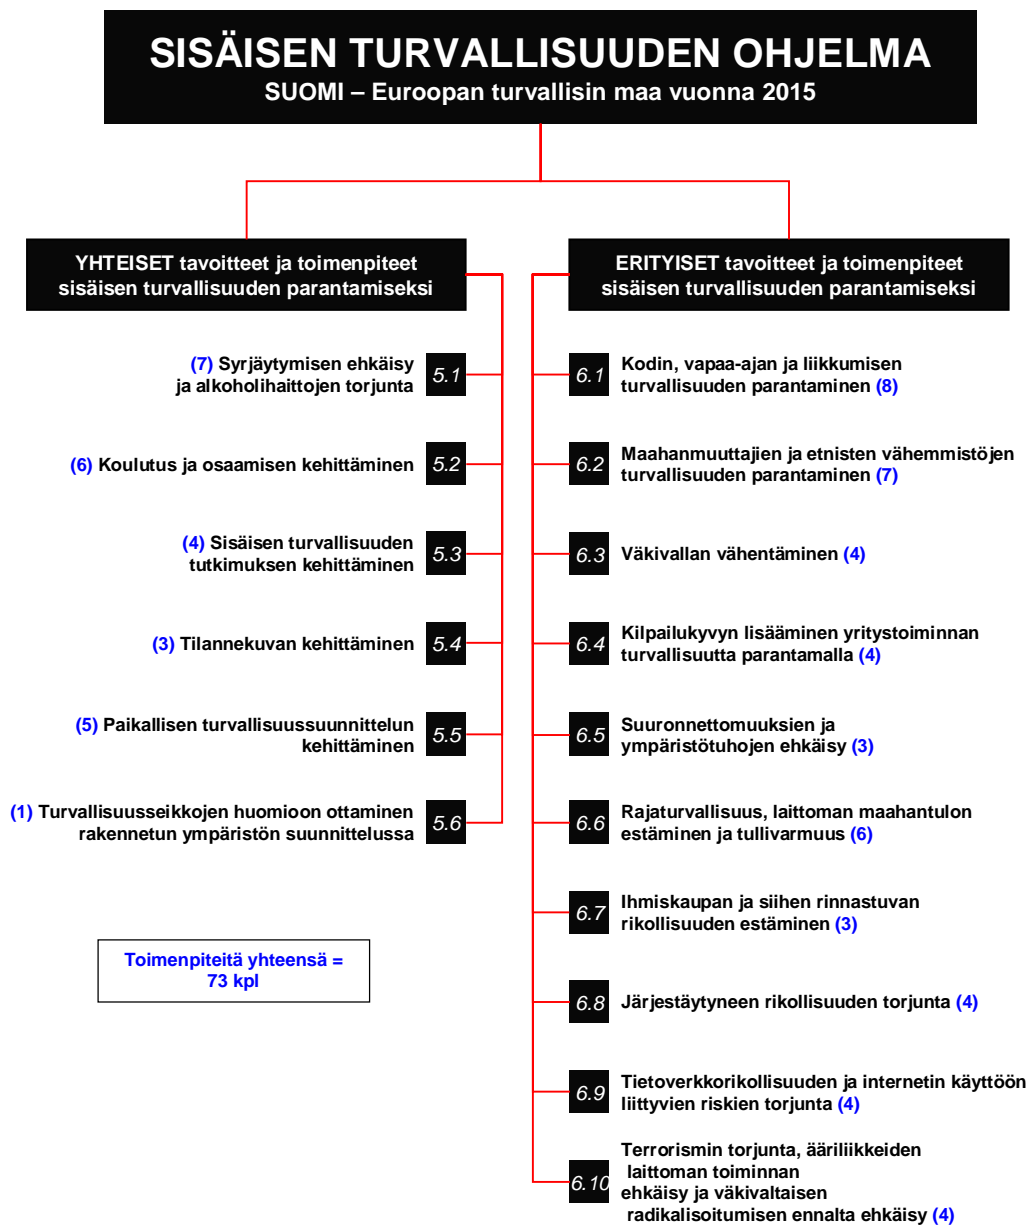 SISÄISEN TURVALLISUUDEN OHJELMA
SUOMI – Euroopan turvallisin maa vuonna 2015
YHTEISET tavoitteet ja toimenpiteet
sisäisen turvallisuuden parantamiseksi
(7) Syrjäytymisen ehkäisy
ja alkoholihaittojen torjunta
5.1
(6) Koulutus ja osaamisen kehittäminen
5.2
(4) Sisäisen turvallisuuden
tutkimuksen kehittäminen
5.3
(3) Tilannekuvan kehittäminen
5.4
(5) Paikallisen turvallisuussuunnittelun
kehittäminen
5.5
(1) Turvallisuusseikkojen huomioon ottaminen
rakennetun ympäristön suunnittelussa
5.6
Toimenpiteitä yhteensä =
73 kpl
ERITYISET tavoitteet ja toimenpiteet
sisäisen turvallisuuden parantamiseksi
6.1
Kodin, vapaa-ajan ja liikkumisen
turvallisuuden parantaminen (8)
6.2
Maahanmuuttajien ja etnisten vähemmistöjen
turvallisuuden parantaminen (7)
6.3
Väkivallan vähentäminen (4)
6.4
Kilpailukyvyn lisääminen yritystoiminnan
turvallisuutta parantamalla (4)
6.5
Suuronnettomuuksien ja
ympäristötuhojen ehkäisy (3)
6.6
Rajaturvallisuus, laittoman maahantulon
estäminen ja tullivarmuus (6)
6.7
Ihmiskaupan ja siihen rinnastuvan
rikollisuuden estäminen (3)
6.8
Järjestäytyneen rikollisuuden torjunta (4)
6.9
Tietoverkkorikollisuuden ja internetin käyttöön
liittyvien riskien torjunta (4)
6.10
Terrorismin torjunta, ääriliikkeiden
laittoman toiminnan
ehkäisy ja väkivaltaisen
radikalisoitumisen ennalta ehkäisy (4)